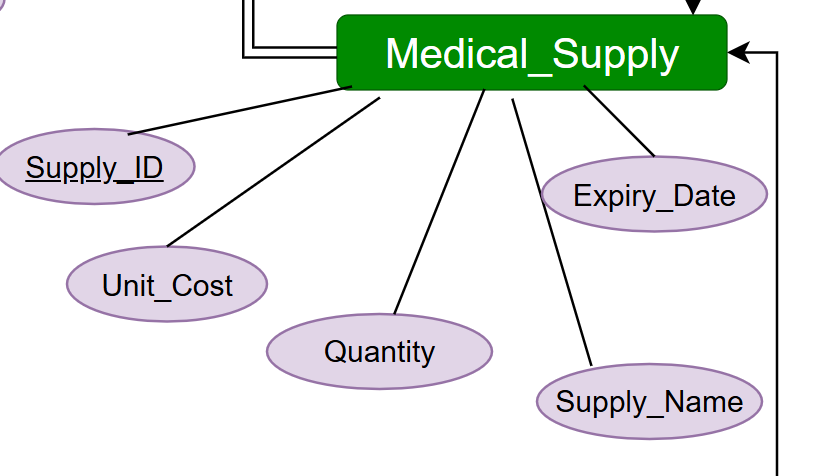 Medical_Supply
Supply_ID
Expiry_Date
Unit_Cost
Quantity
Supply_Name